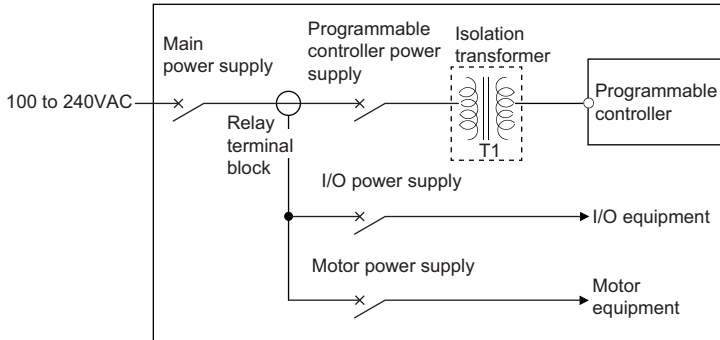 Main
power supply
Programmable
controller power
supply
Isolation
transformer
100 to 240VAC
Programmable
controller
Relay
terminal
block
T1
I/O power supply
I/O equipment
Motor power supply
Motor
equipment